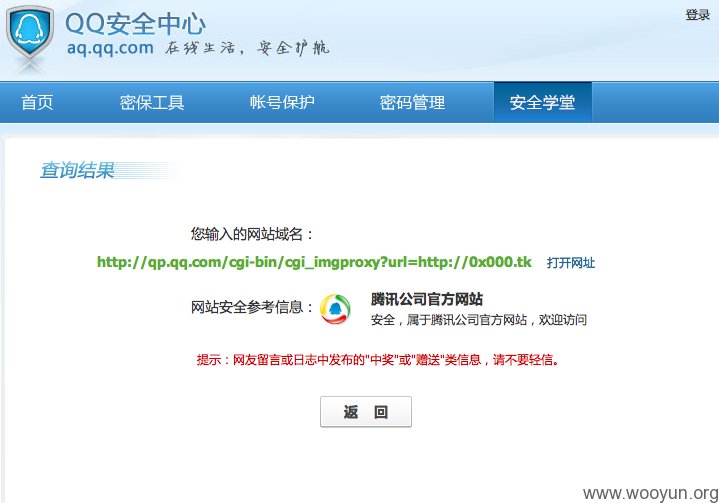 登录
QQ安全中心
aq.qq.com 在线生活，安全护航
首页 密保工具 帐号保护 密码管理 安全学堂
查询结果
您输入的网站域名：
http://qp.qq.com/cgi-bin/cgi_imgproxy?url=http://0x000.tk 打开网址
网站安全参考信息： 腾讯公司官方网站
安全，属于腾讯公司官方网站，欢迎访问
提示：网友留言或日志中发布的"中奖"或"赠送"类信息，请不要轻信。
返 回
www.wooyun.org